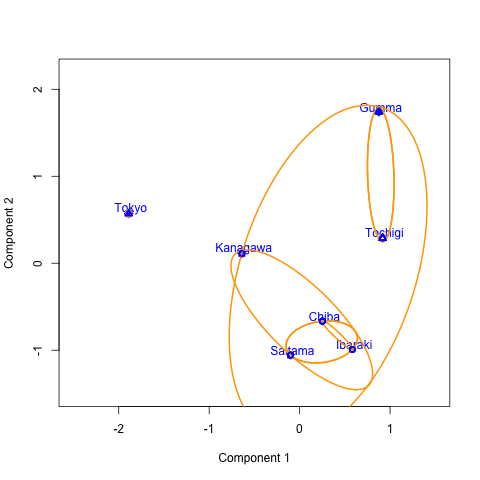 Component 2
2
1
0
-1
Gumma
Tokyo
Tochigi
Kanagawa
Chiba
Ibaraki
Saitama
-2
-1
0
1
Component 1